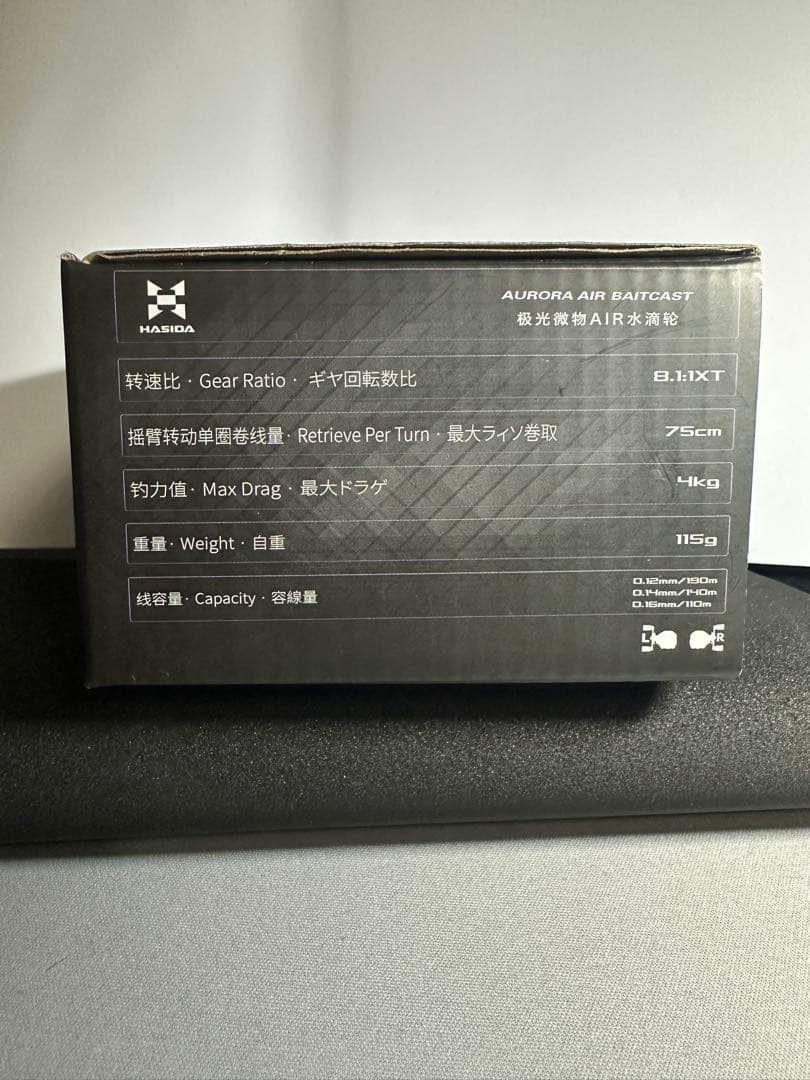 HASIDA
AURORA AIR BAITCAST
极光微物AIR水滴轮
转速比 · Gear Ratio · ギヤ回転数比 8.1:1XT
摇臂转动单圈卷线量 · Retrieve Per Turn · 最大ラィソ巻取 75cm
钓力值 · Max Drag · 最大ドラゲ 4kg
重量 · Weight · 自重 115g
线容量 · Capacity · 容線量
0.12mm/190m
0.14mm/140m
0.16mm/110m
L R